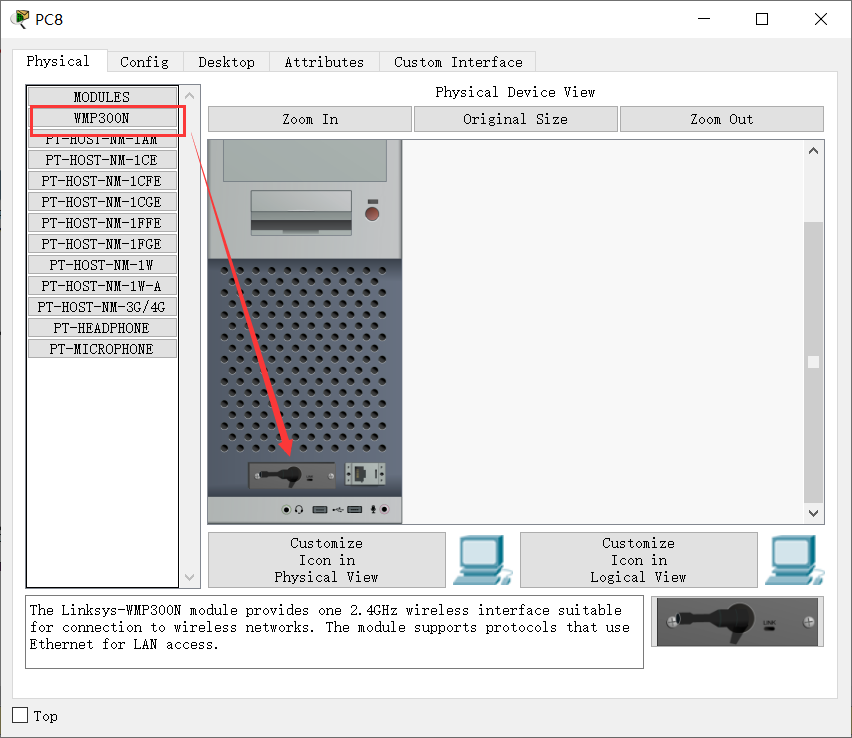 PC8
Physical
Config
Desktop
Attributes
Custom Interface
MODULES
WMP300N
PT-HOST-NM-1AM
PT-HOST-NM-1CE
PT-HOST-NM-1CFE
PT-HOST-NM-1CGE
PT-HOST-NM-1FFE
PT-HOST-NM-1FGE
PT-HOST-NM-1W
PT-HOST-NM-1W-A
PT-HOST-NM-3G/4G
PT-HEADPHONE
PT-MICROPHONE
Physical Device View
Zoom In
Original Size
Zoom Out
Customize
Icon in
Physical View
Customize
Icon in
Logical View
The Linksys-WMP300N module provides one 2.4GHz wireless interface suitable
for connection to wireless networks. The module supports protocols that use
Ethernet for LAN access.
LINK
Top